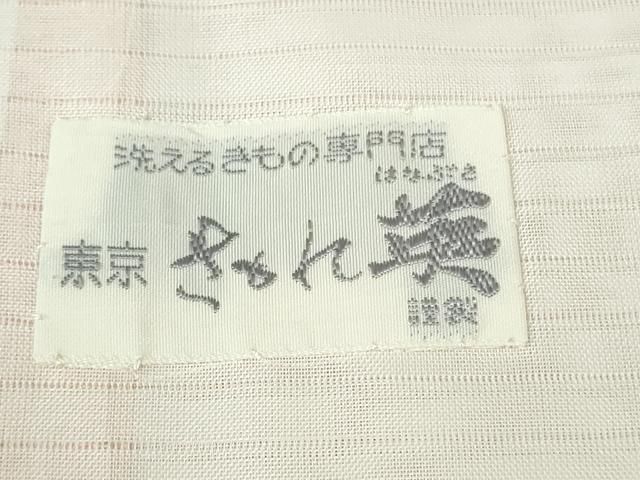 洗えるきもの専門店
はなぶさ
東京 きもれ 英
謹製